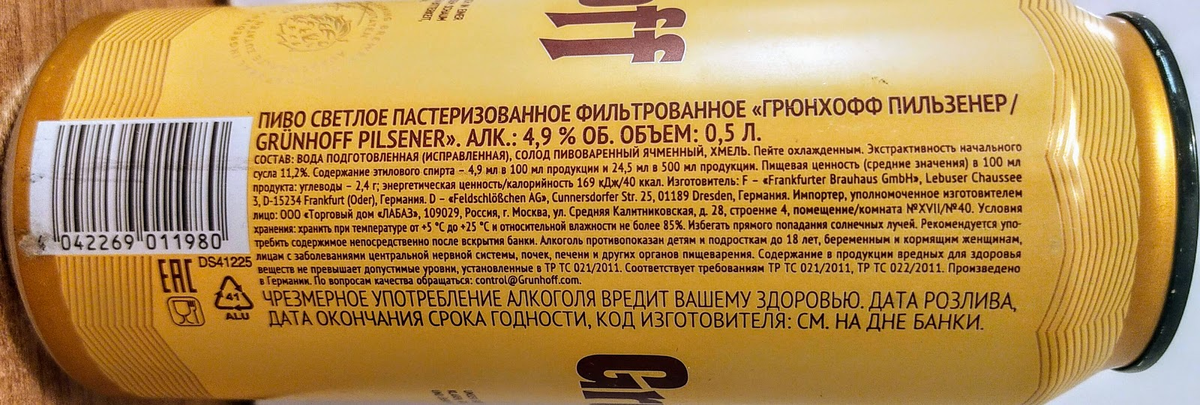 ПИВО СВЕТЛОЕ ПАСТЕРИЗОВАННОЕ ФИЛЬТРОВАННОЕ «ГРЮНХОФФ ПИЛЬЗЕНЕР/
GRÜNHOFF PILSENER». АЛК.: 4,9 % ОБ. ОБЪЕМ: 0,5 Л.
СОСТАВ: ВОДА ПОДГОТОВЛЕННАЯ (ИСПРАВЛЕННАЯ), СОЛОД ПИВОВАРЕННЫЙ ЯЧМЕННЫЙ, ХМЕЛЬ. Пейте охлажденным. Экстрактивность начального
сусла 11,2%. Содержание этилового спирта – 4,9 мл в 100 мл продукции и 24,5 мл в 500 мл продукции. Пищевая ценность (средние значения) в 100 мл
продукта: углеводы – 2,4 г; энергетическая ценность/калорийность 169 кДж/40 ккал. Изготовитель: F – «Frankfurter Brauhaus GmbH», Lebuser Chaussee
3, D-15234 Frankfurt (Oder), Германия. D – «Feldschlößchen AG», Cunnersdorfer Str. 25, 01189 Dresden, Германия. Импортер, уполномоченное изготовителем
лицо: ООО «Торговый дом «ЛАБАЗ», 109029, Россия, г. Москва, ул. Средняя Калитниковская, д. 28, строение 4, помещение/комната №XVII/№40. Условия
хранения: хранить при температуре от +5 °С до +25 °С и относительной влажности не более 85%. Избегать прямого попадания солнечных лучей. Рекомендуется упо-
требить содержимое непосредственно после вскрытия банки. Алкоголь противопоказан детям и подросткам до 18 лет, беременным и кормящим женщинам,
лицам с заболеваниями центральной нервной системы, почек, печени и других органов пищеварения. Содержание в продукции вредных для здоровья
веществ не превышает допустимые уровни, установленные в ТР ТС 021/2011. Соответствует требованиям ТР ТС 021/2011, ТР ТС 022/2011. Произведено
в Германии. По вопросам качества обращаться: control@Grunhoff.com.
ЧРЕЗМЕРНОЕ УПОТРЕБЛЕНИЕ АЛКОГОЛЯ ВРЕДИТ ВАШЕМУ ЗДОРОВЬЮ. ДАТА РОЗЛИВА,
ДАТА ОКОНЧАНИЯ СРОКА ГОДНОСТИ, КОД ИЗГОТОВИТЕЛЯ: СМ. НА ДНЕ БАНКИ.
4 042269 011980
DS41225
EAC
41
ALU
off
Gr